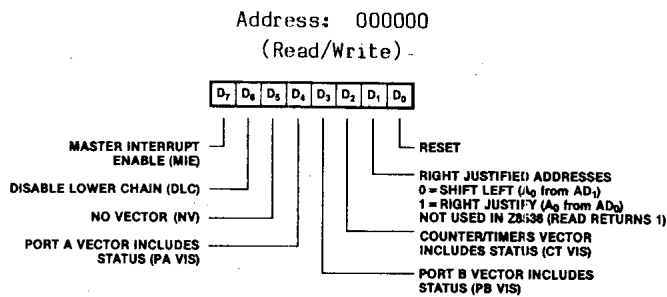 Address: 000000
(Read/Write)
D7 D6 D5 D4 D3 D2 D1 D0
MASTER INTERRUPT
ENABLE (MIE)
DISABLE LOWER CHAIN (DLC)
NO VECTOR (NV)
PORT A VECTOR INCLUDES
STATUS (PA VIS)
RESET
RIGHT JUSTIFIED ADDRESSES
0 = SHIFT LEFT (A0 from AD1)
1 = RIGHT JUSTIFY (A0 from AD0)
NOT USED IN Z8536 (READ RETURNS 1)
COUNTER/TIMERS VECTOR
INCLUDES STATUS (CT VIS)
PORT B VECTOR INCLUDES
STATUS (PB VIS)